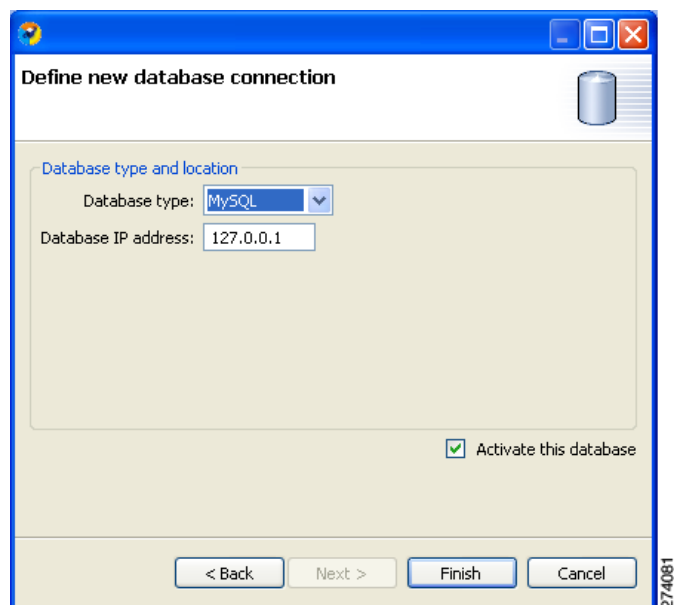 Define new database connection
Database type and location
Database type: MySQL
Database IP address: 127.0.0.1
Activate this database
< Back Next > Finish Cancel
274081